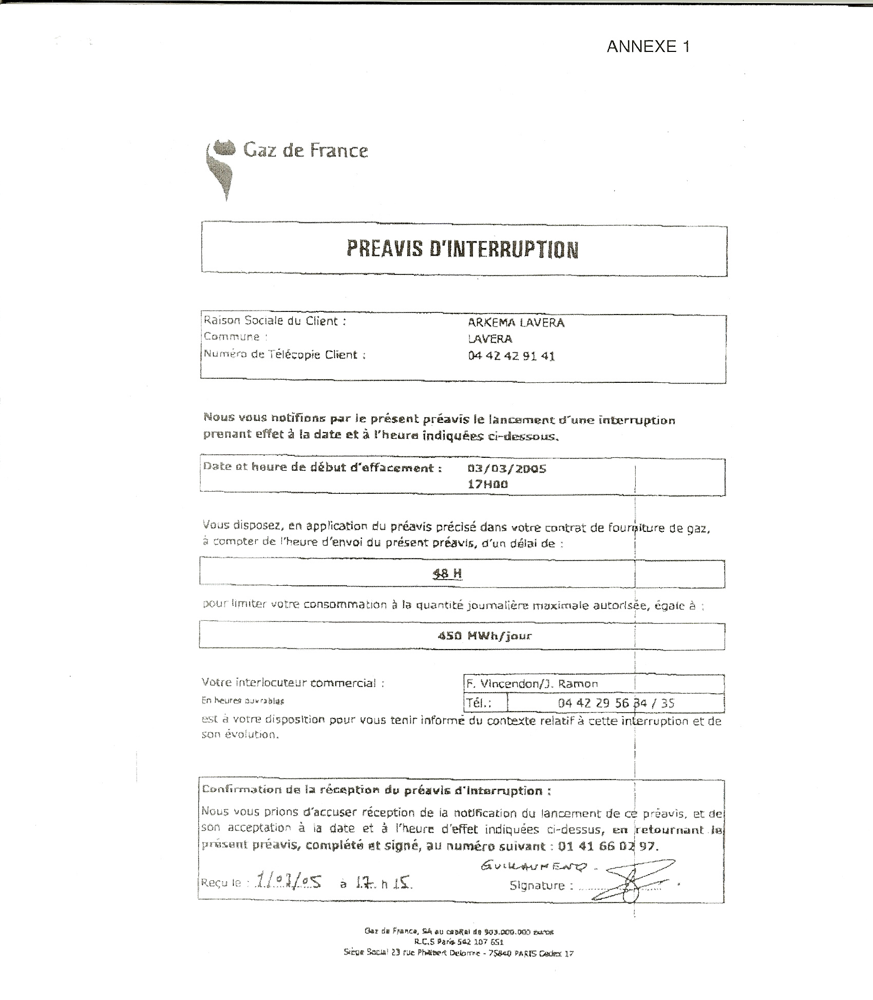 ANNEXE 1
Gaz de France
PREAVIS D'INTERRUPTION
Raison Sociale du Client : ARKEMA LAVERA
Commune : LAVERA
Numéro de Télécopie Client : 04 42 42 91 41
Nous vous notifions par le présent préavis le lancement d'une interruption
prenant effet à la date et à l'heure indiquées ci-dessous.
Date et heure de début d'effacement : 03/03/2005
17H00
Vous disposez, en application du préavis précisé dans votre contrat de fourniture de gaz,
à compter de l'heure d'envoi du présent préavis, d'un délai de :
48 H
pour limiter votre consommation à la quantité journalière maximale autorisée, égale à :
450 MWh/jour
Votre interlocuteur commercial : F. Vincendon/J. Ramon
En heures ouvrables Tél.: 04 42 29 56 34 / 35
est à votre disposition pour vous tenir informé du contexte relatif à cette interruption et de
son évolution.
Confirmation de la réception du préavis d'interruption :
Nous vous prions d'accuser réception de la notification du lancement de ce préavis, et de
son acceptation à la date et à l'heure d'effet indiquées ci-dessus, en retournant le
présent préavis, complété et signé, au numéro suivant : 01 41 66 02 97.
GUILLAUMEND -
Reçu le : 1/03/05 à 17 h 15 Signature :
Gaz de France, SA au capital de 903.000.000 euros
R.C.S Paris 542 107 651
Siège Social 23 rue Philibert Delorme - 75840 PARIS Cedex 17